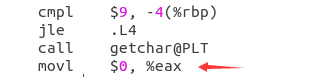 cmpl $9, -4(%rbp)
jle .L4
call getchar@PLT
movl $0, %eax